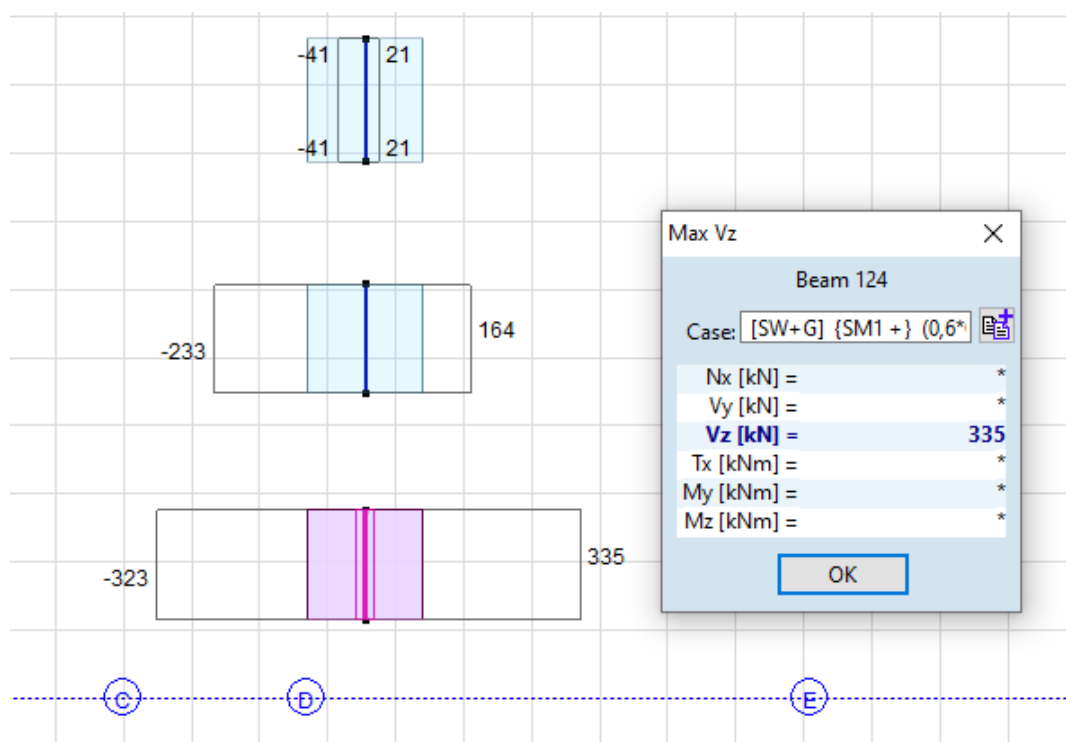 -41 21
-41 21
-233 164
-323 335
C D E
Max Vz
Beam 124
Case: [SW+G] {SM1 +} (0,6*
Nx [kN] = *
Vy [kN] = *
Vz [kN] = 335
Tx [kNm] = *
My [kNm] = *
Mz [kNm] = *
OK